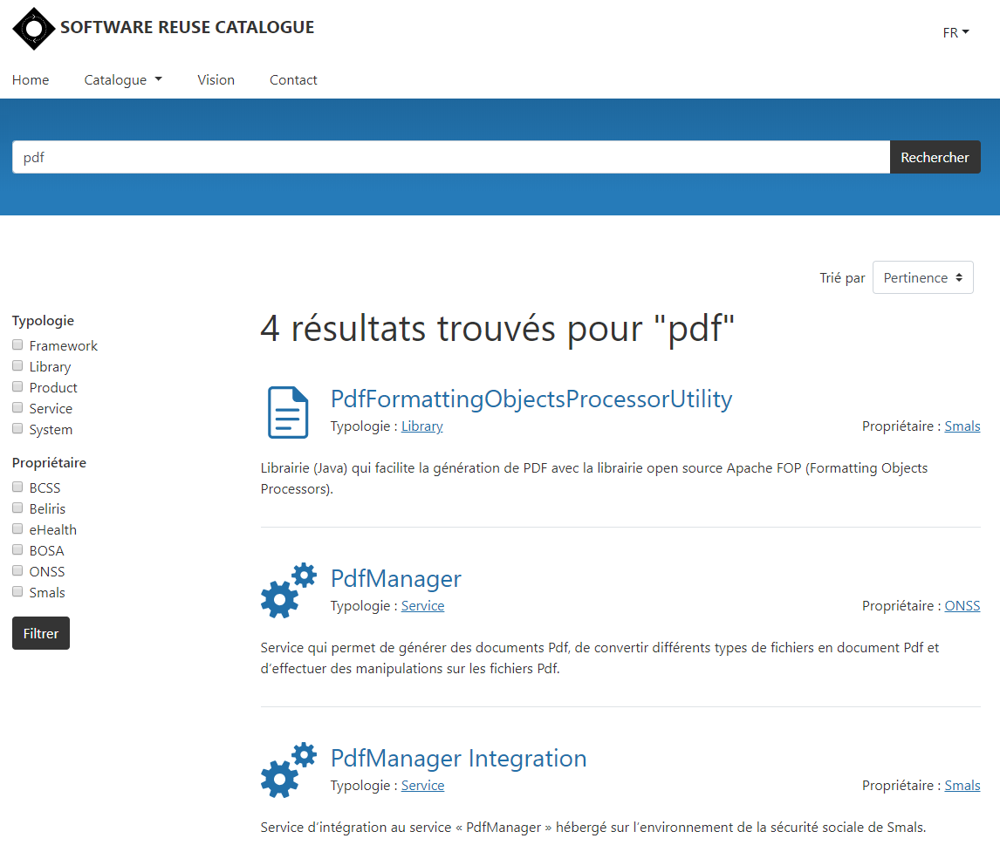 SOFTWARE REUSE CATALOGUE
FR
Home Catalogue Vision Contact
pdf Rechercher
Trié par Pertinence
Typologie
Framework
Library
Product
Service
System
Propriétaire
BCSS
Beliris
eHealth
BOSA
ONSS
Smals
Filtrer
4 résultats trouvés pour "pdf"
PdfFormattingObjectsProcessorUtility
Typologie : Library Propriétaire : Smals
Librairie (Java) qui facilite la génération de PDF avec la librairie open source Apache FOP (Formatting Objects
Processors).
PdfManager
Typologie : Service Propriétaire : ONSS
Service qui permet de générer des documents Pdf, de convertir différents types de fichiers en document Pdf et
d’effectuer des manipulations sur les fichiers Pdf.
PdfManager Integration
Typologie : Service Propriétaire : Smals
Service d’intégration au service « PdfManager » hébergé sur l’environnement de la sécurité sociale de Smals.